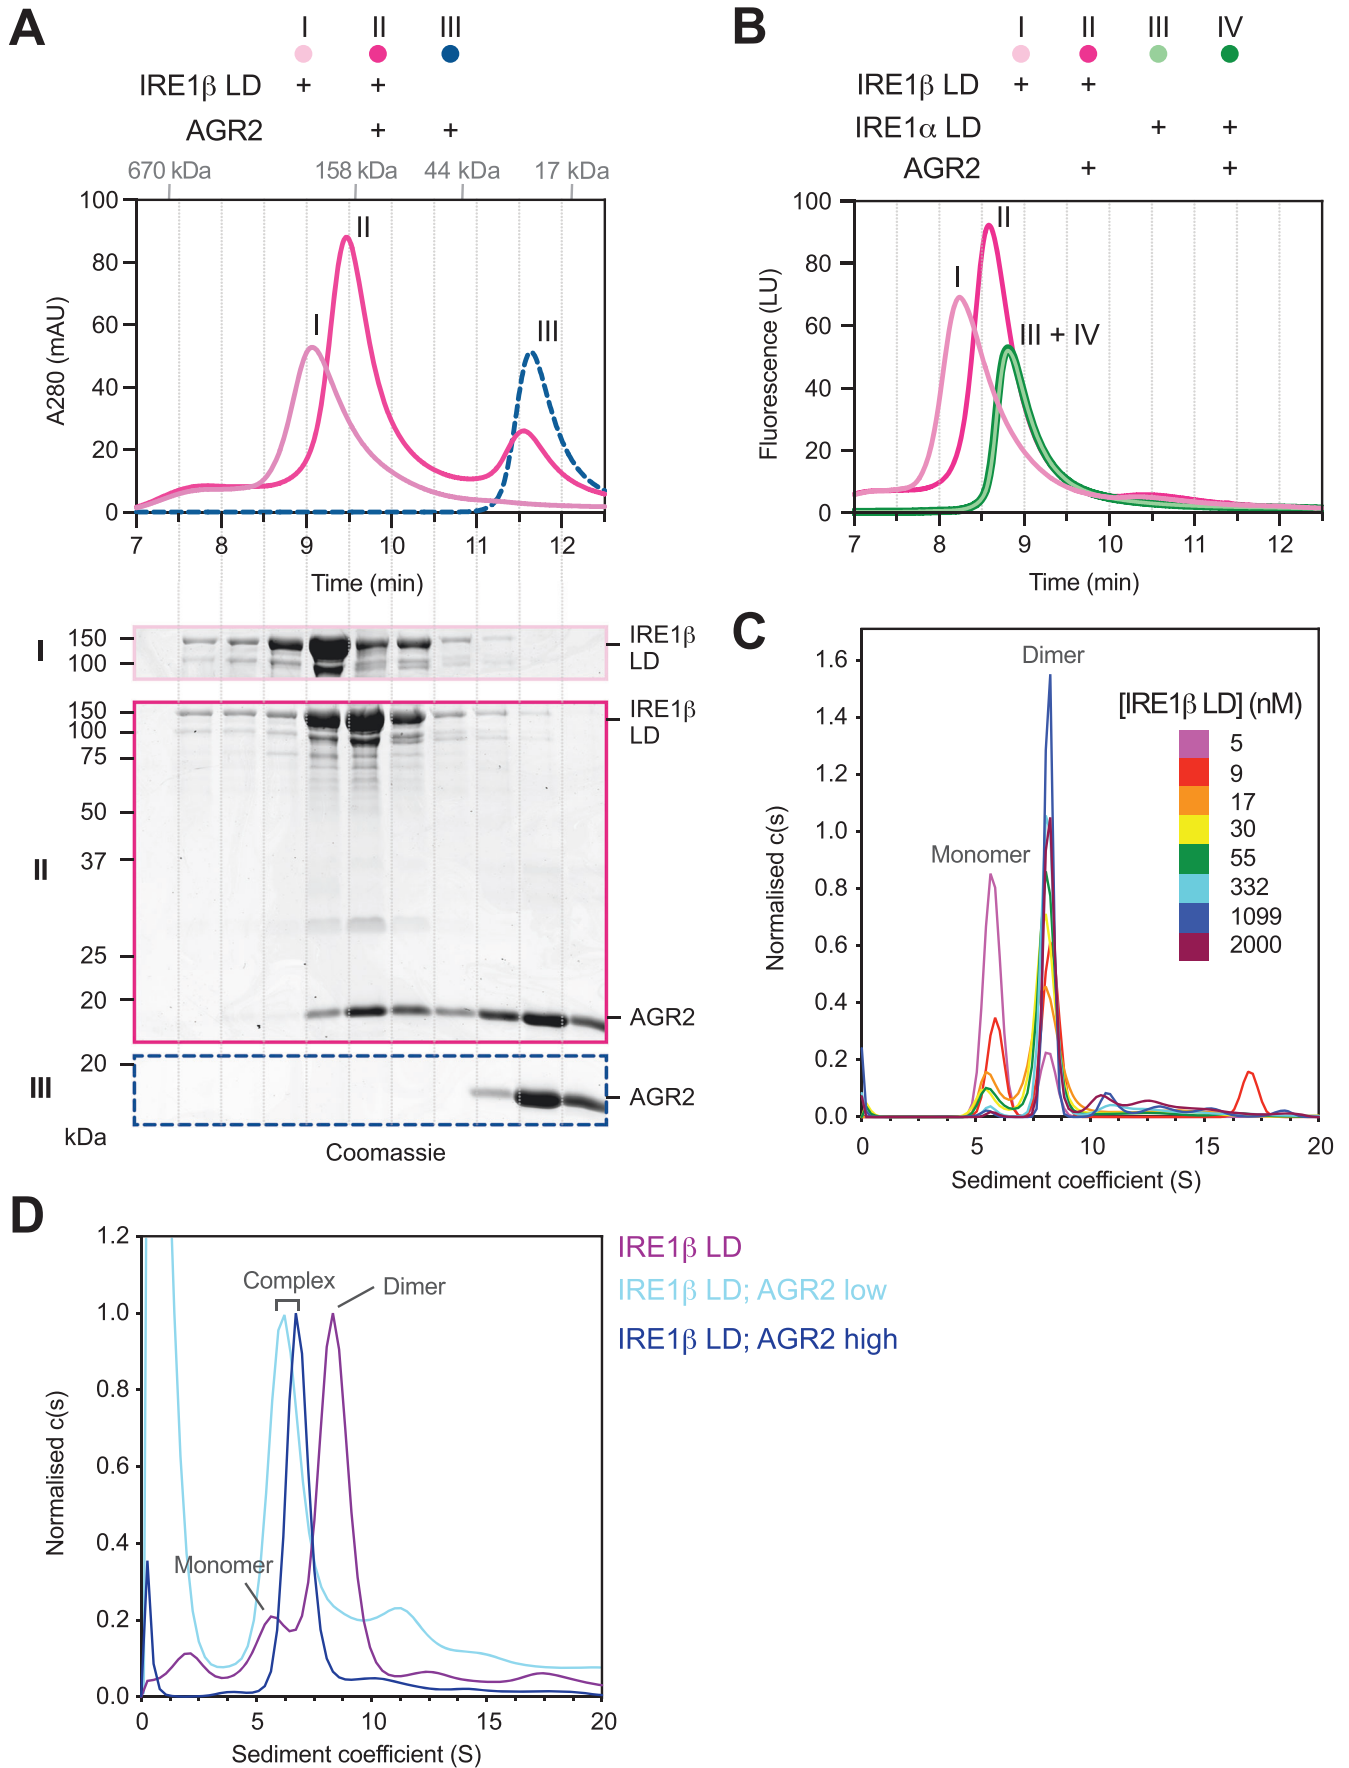 A
I II III
IRE1β LD + +
AGR2 + +
670 kDa 158 kDa 44 kDa 17 kDa
100
80
60
40
20
0
A280 (mAU)
I
II
III
7 8 9 10 11 12
Time (min)
I
150
100
IRE1β
LD
II
150
100
75
50
37
25
20
IRE1β
LD
AGR2
III
20
AGR2
kDa
Coomassie
B
I II III IV
IRE1β LD + +
IRE1α LD + +
AGR2 + +
100
80
60
40
20
0
Fluorescence (LU)
I
II
III + IV
7 8 9 10 11 12
Time (min)
C
1.6
1.4
1.2
1.0
0.8
0.6
0.4
0.2
0.0
Normalised c(s)
Dimer
Monomer
[IRE1β LD] (nM)
5
9
17
30
55
332
1099
2000
0 5 10 15 20
Sediment coefficient (S)
D
1.2
1.0
0.8
0.6
0.4
0.2
0.0
Normalised c(s)
Complex
Dimer
Monomer
IRE1β LD
IRE1β LD; AGR2 low
IRE1β LD; AGR2 high
0 5 10 15 20
Sediment coefficient (S)